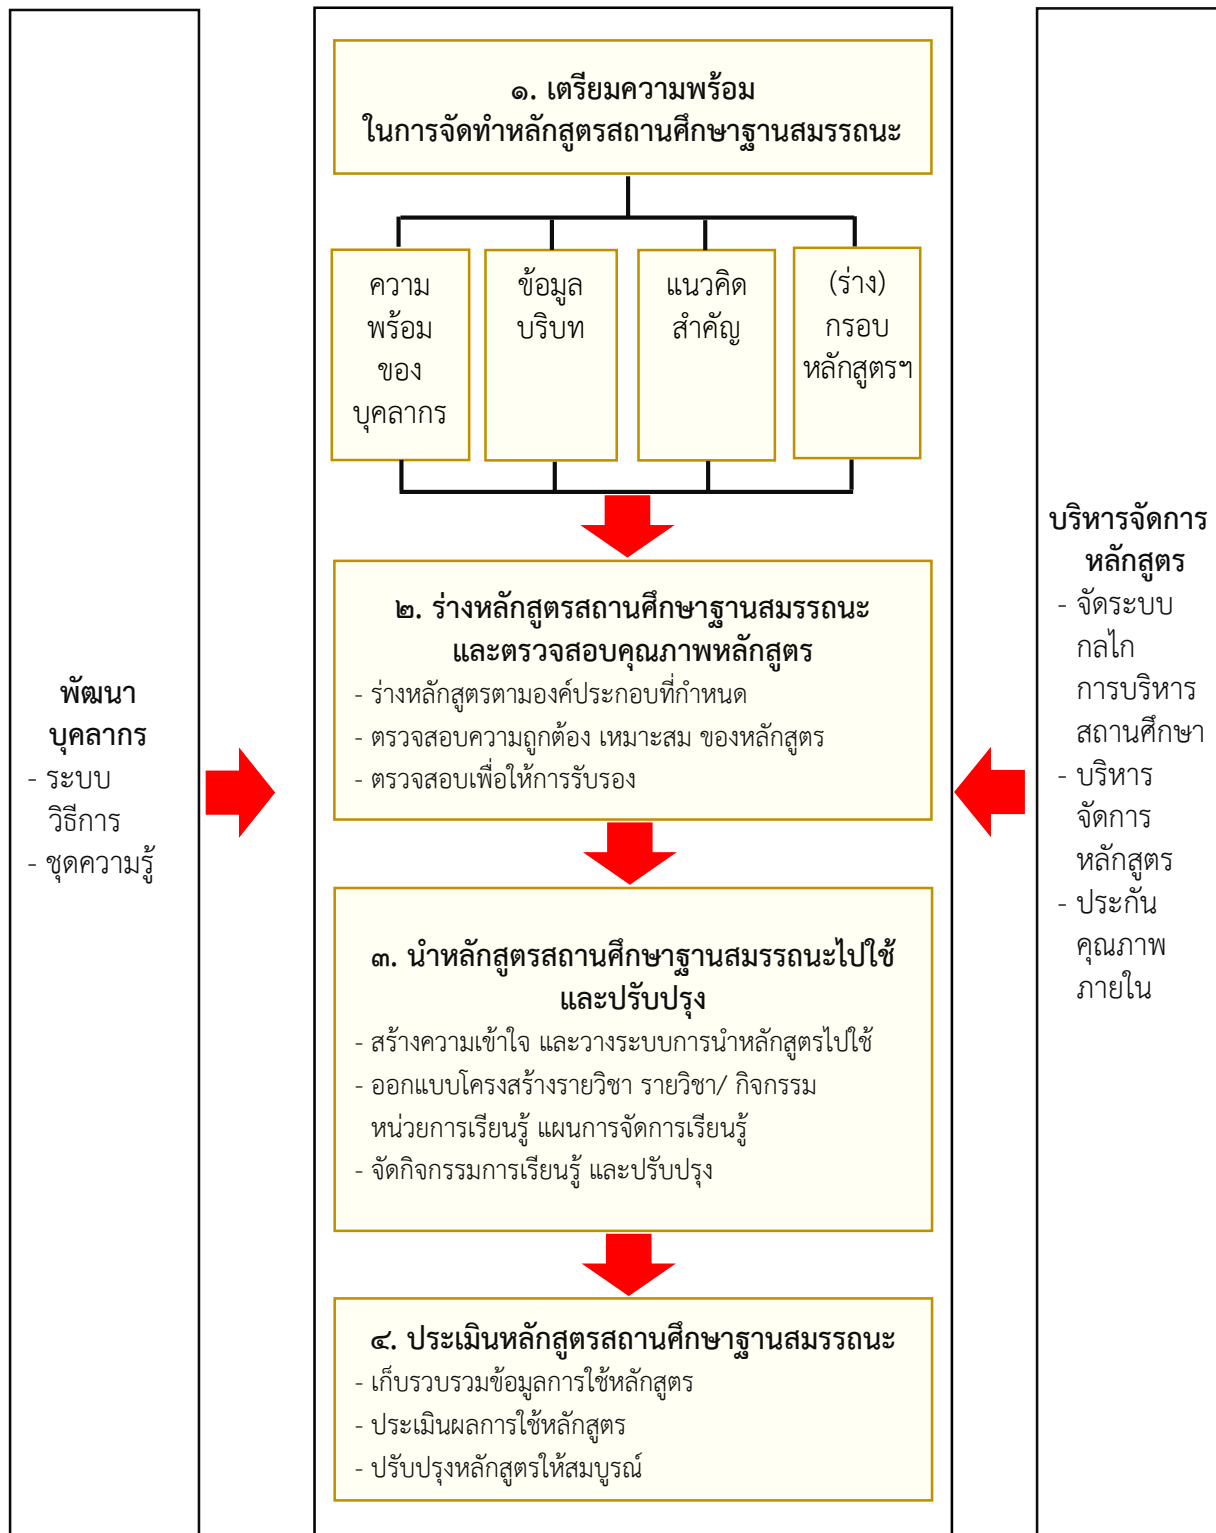 พัฒนา
บุคลากร
- ระบบ
วิธีการ
- ชุดความรู้
๑. เตรียมความพร้อม
ในการจัดทำหลักสูตรสถานศึกษาฐานสมรรถนะ
ความ
พร้อม
ของ
บุคลากร
ข้อมูล
บริบท
แนวคิด
สำคัญ
(ร่าง)
กรอบ
หลักสูตรฯ
๒. ร่างหลักสูตรสถานศึกษาฐานสมรรถนะ
และตรวจสอบคุณภาพหลักสูตร
- ร่างหลักสูตรตามองค์ประกอบที่กำหนด
- ตรวจสอบความถูกต้อง เหมาะสม ของหลักสูตร
- ตรวจสอบเพื่อให้การรับรอง
๓. นำหลักสูตรสถานศึกษาฐานสมรรถนะไปใช้
และปรับปรุง
- สร้างความเข้าใจ และวางระบบการนำหลักสูตรไปใช้
- ออกแบบโครงสร้างรายวิชา รายวิชา/ กิจกรรม
หน่วยการเรียนรู้ แผนการจัดการเรียนรู้
- จัดกิจกรรมการเรียนรู้ และปรับปรุง
๔. ประเมินหลักสูตรสถานศึกษาฐานสมรรถนะ
- เก็บรวบรวมข้อมูลการใช้หลักสูตร
- ประเมินผลการใช้หลักสูตร
- ปรับปรุงหลักสูตรให้สมบูรณ์
บริหารจัดการ
หลักสูตร
- จัดระบบ
กลไก
การบริหาร
สถานศึกษา
- บริหาร
จัดการ
หลักสูตร
- ประกัน
คุณภาพ
ภายใน